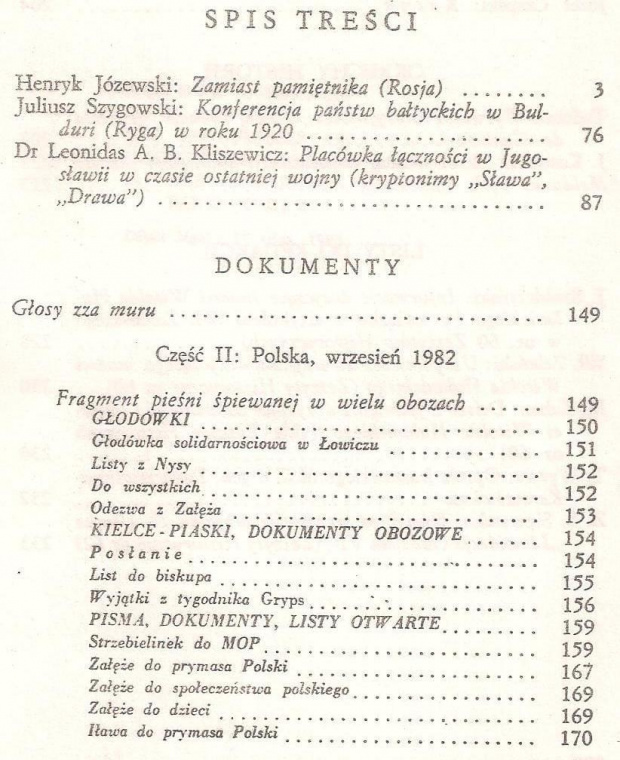 SPIS TREŚCI
Henryk Józewski: Zamiast pamiętnika (Rosja) ........ 3
Juliusz Szygowski: Konferencja państw bałtyckich w Bul-
duri (Ryga) w roku 1920 .................... 76
Dr Leonidas A. B. Kliszewicz: Placówka łączności w Jugo-
sławii w czasie ostatniej wojny (kryptonimy „Sława”,
„Drawa”) ................................ 87
DOKUMENTY
Głosy zza muru ................................ 149
Część II: Polska, wrzesień 1982
Fragment pieśni śpiewanej w wielu obozach ...... 149
GŁODÓWKI ................................ 150
Głodówka solidarnościowa w Łowiczu ................ 151
Listy z Nysy ................................ 152
Do wszystkich ................................ 152
Odezwa z Załęża ................................ 153
KIELCE-PIASKI, DOKUMENTY OBOZOWE ........ 154
Posłanie ................................ 154
List do biskupa ................................ 155
Wyjątki z tygodnika Gryps ........................ 156
PISMA, DOKUMENTY, LISTY OTWARTE ........ 159
Strzebielinek do MOP ........................ 159
Załęże do prymasa Polski ........................ 167
Załęże do społeczeństwa polskiego ................ 169
Załęże do dzieci ................................ 169
Iława do prymasa Polski ........................ 170